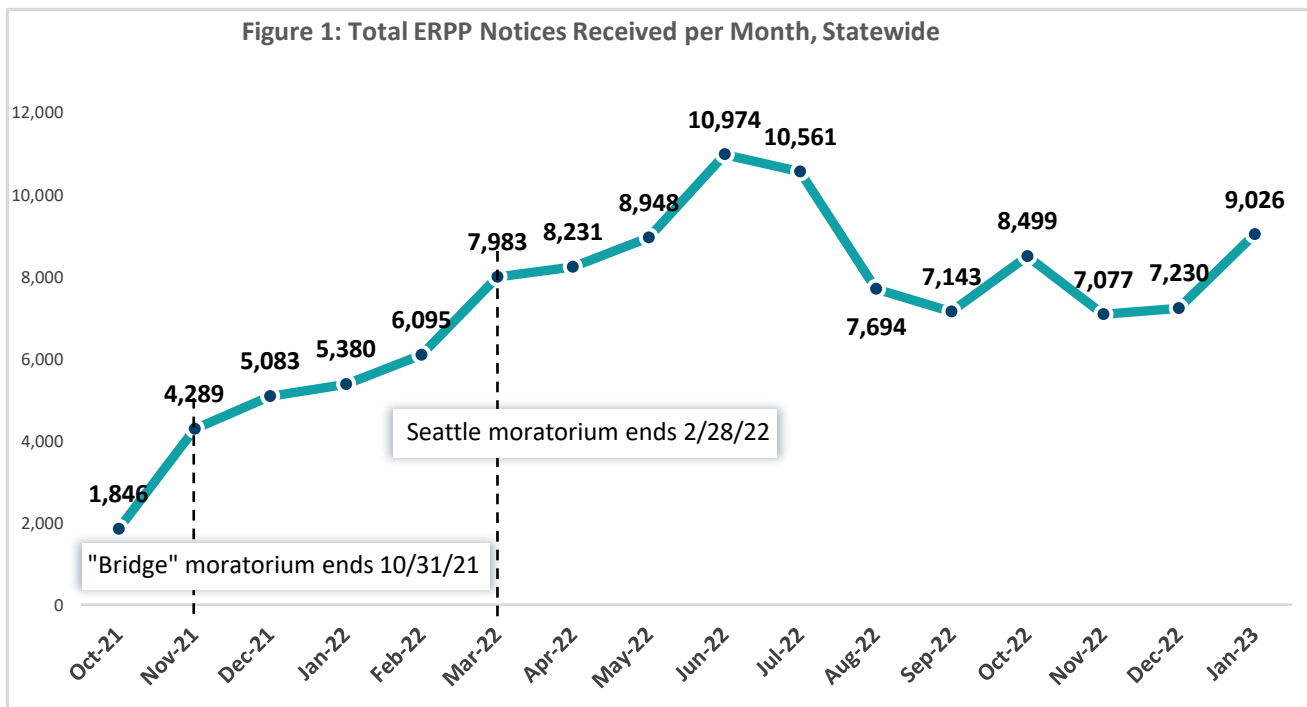 Figure 1: Total ERPP Notices Received per Month, Statewide
12,000
10,000
8,000
6,000
4,000
2,000
0
1,846
4,289
5,083
5,380
6,095
7,983
8,231
8,948
10,974
10,561
7,694
7,143
8,499
7,077
7,230
9,026
Seattle moratorium ends 2/28/22
"Bridge" moratorium ends 10/31/21
Oct-21
Nov-21
Dec-21
Jan-22
Feb-22
Mar-22
Apr-22
May-22
Jun-22
Jul-22
Aug-22
Sep-22
Oct-22
Nov-22
Dec-22
Jan-23